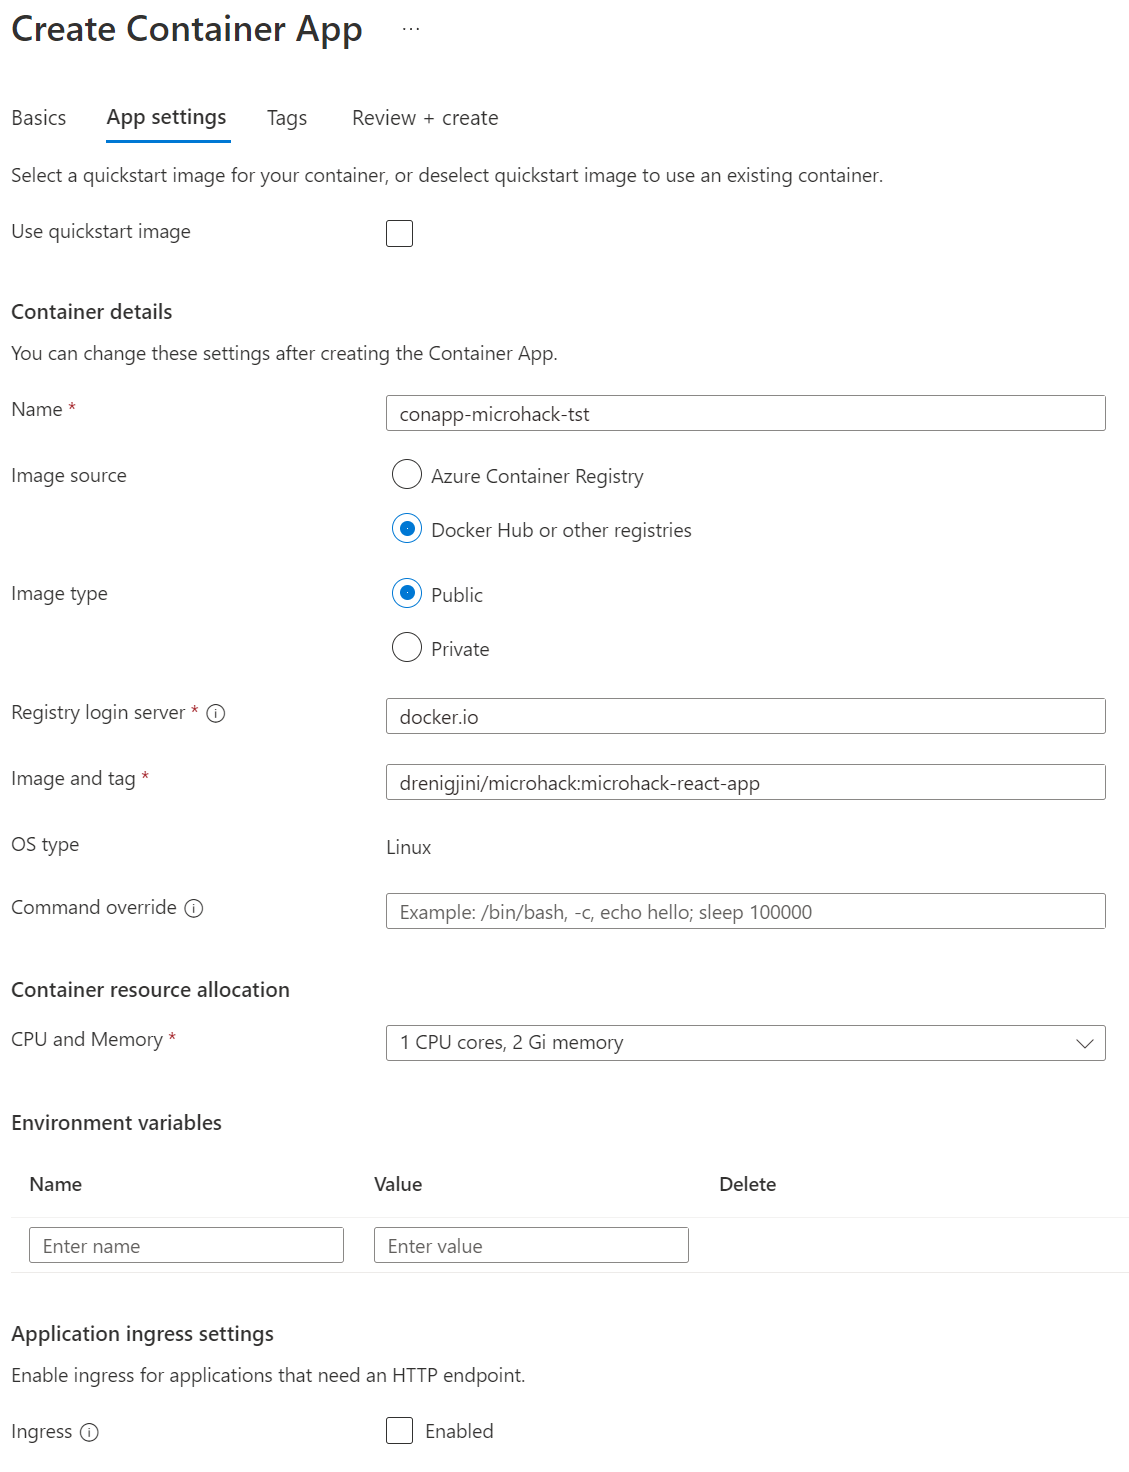 Create Container App ...
Basics App settings Tags Review + create
Select a quickstart image for your container, or deselect quickstart image to use an existing container.
Use quickstart image
Container details
You can change these settings after creating the Container App.
Name * conapp-microhack-tst
Image source Azure Container Registry
Docker Hub or other registries
Image type Public
Private
Registry login server * docker.io
Image and tag * drenigjini/microhack:microhack-react-app
OS type Linux
Command override Example: /bin/bash, -c, echo hello; sleep 100000
Container resource allocation
CPU and Memory * 1 CPU cores, 2 Gi memory
Environment variables
Name Value Delete
Enter name Enter value
Application ingress settings
Enable ingress for applications that need an HTTP endpoint.
Ingress Enabled